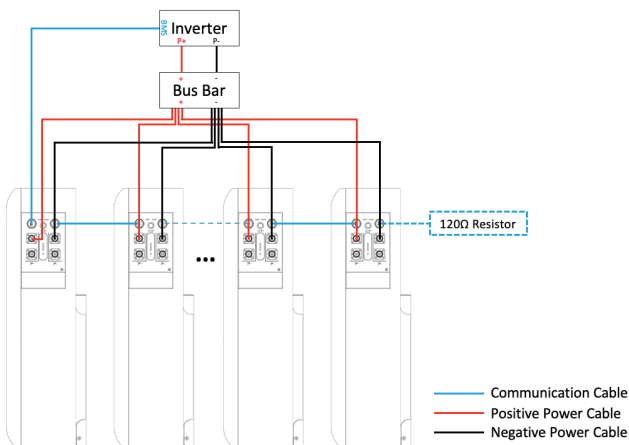 BMS
Inverter
P+ P-
+ -
Bus Bar
+ -
120Ω Resistor
P- P-
P- P-
P- P-
P- P-
...
Communication Cable
Positive Power Cable
Negative Power Cable